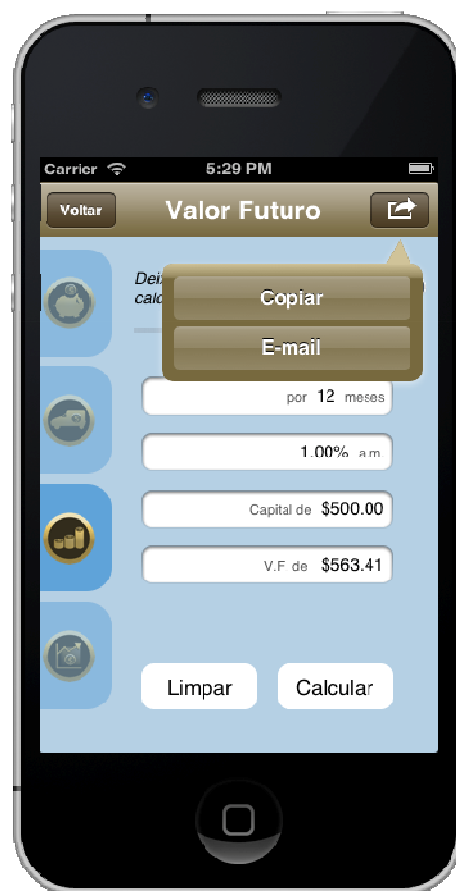 Carrier 5:29 PM
Voltar Valor Futuro
Copiar
E-mail
por 12 meses
1.00% a.m.
Capital de $500.00
V.F de $563.41
Limpar Calcular